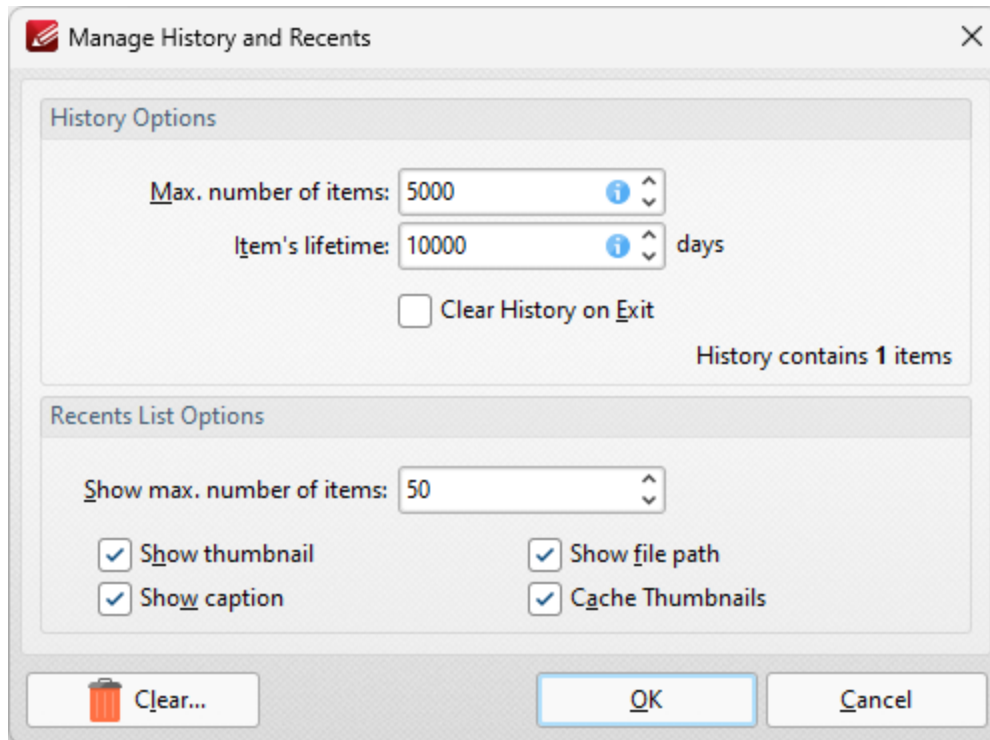 Manage History and Recents
History Options
Max. number of items: 5000
Item's lifetime: 10000 days
Clear History on Exit
History contains 1 items
Recents List Options
Show max. number of items: 50
Show thumbnail Show file path
Show caption Cache Thumbnails
Clear... OK Cancel